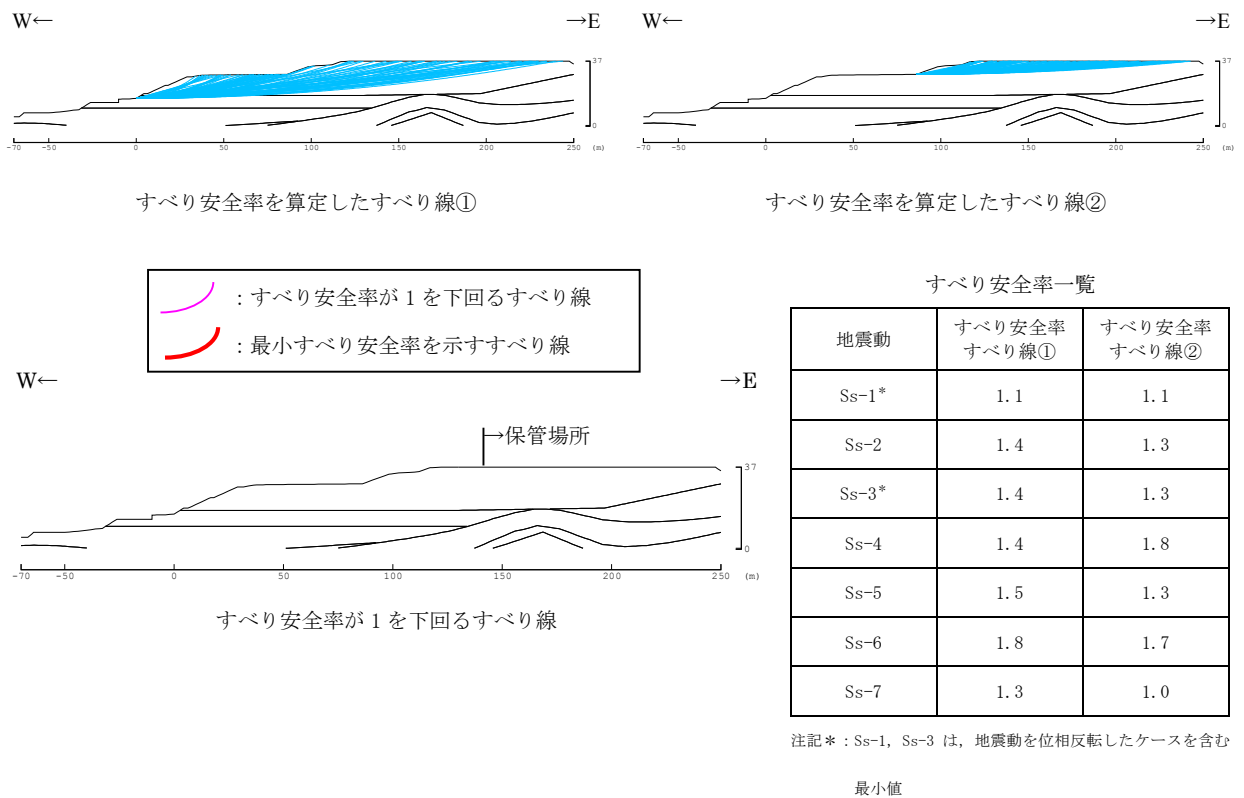 W←
→E
37
0
-70 -50 0 50 100 150 200 250 (m)
すべり安全率を算定したすべり線①
W←
→E
37
0
-70 -50 0 50 100 150 200 250 (m)
すべり安全率を算定したすべり線②
：すべり安全率が 1 を下回るすべり線
：最小すべり安全率を示すすべり線
W←
→E
→保管場所
37
0
-70 -50 0 50 100 150 200 250 (m)
すべり安全率が 1 を下回るすべり線
すべり安全率一覧
地震動 すべり安全率 すべり安全率
すべり線① すべり線②
Ss-1* 1.1 1.1
Ss-2 1.4 1.3
Ss-3* 1.4 1.3
Ss-4 1.4 1.8
Ss-5 1.5 1.3
Ss-6 1.8 1.7
Ss-7 1.3 1.0
注記＊：Ss-1, Ss-3 は，地震動を位相反転したケースを含む
最小値